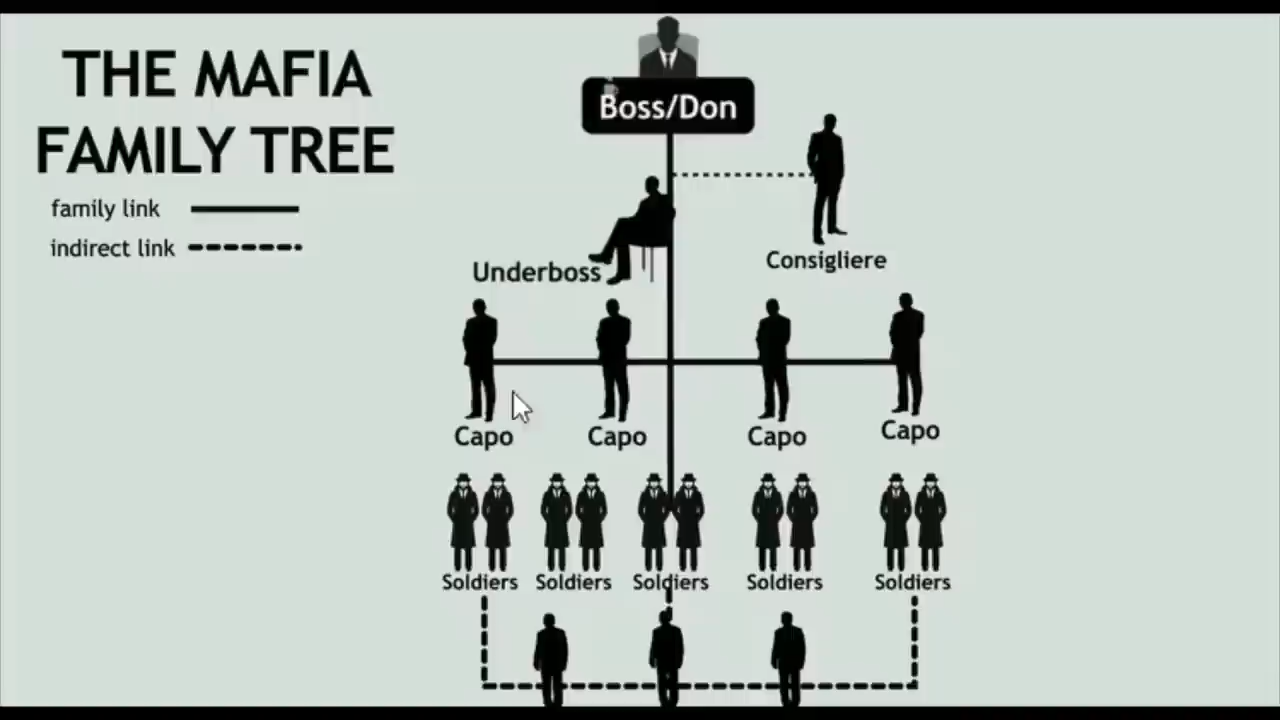 THE MAFIA
FAMILY TREE
family link
indirect link
Boss/Don
Consigliere
Underboss
Capo
Capo
Capo
Capo
Soldiers
Soldiers
Soldiers
Soldiers
Soldiers